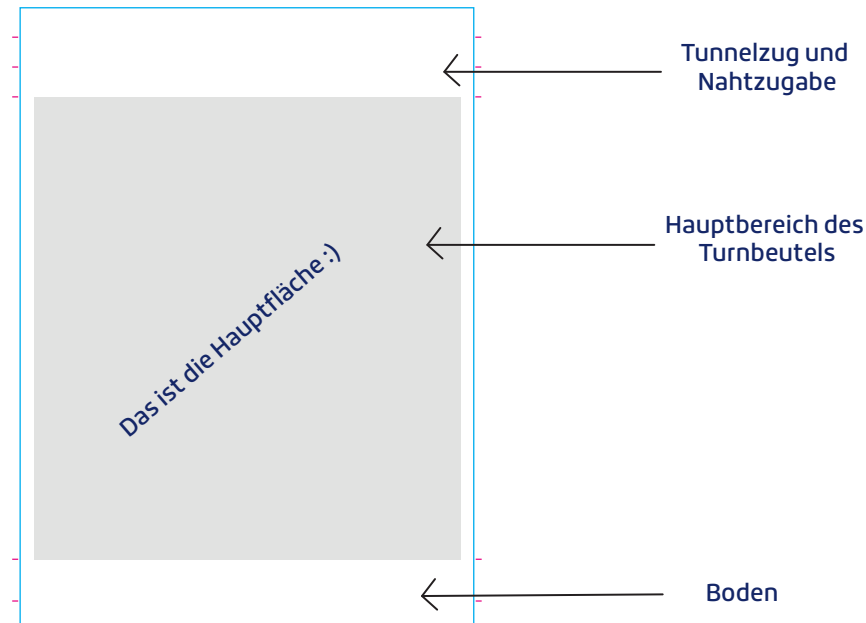 Tunnelzug und
Nahtzugabe
Hauptbereich des
Turnbeutels
Das ist die Hauptfläche :)
Boden